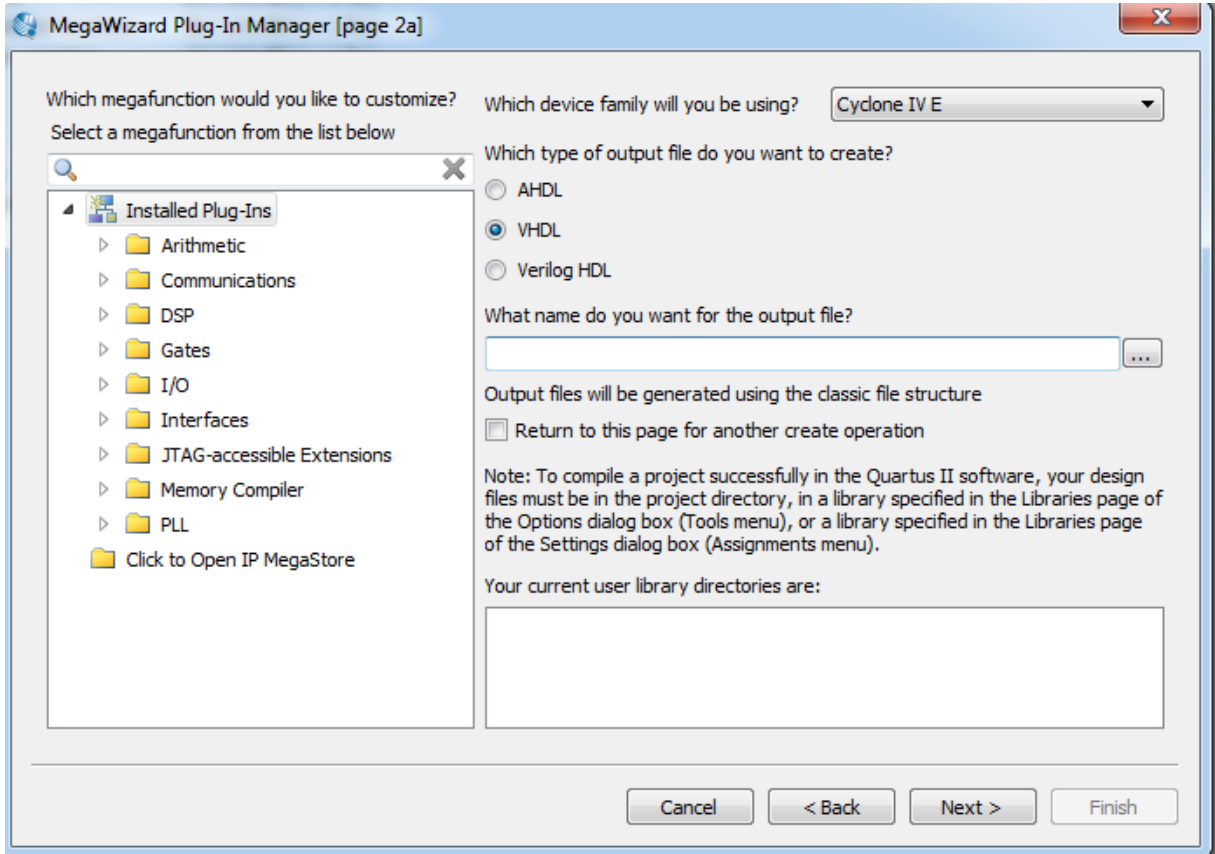 MegaWizard Plug-In Manager [page 2a]
Which megafunction would you like to customize?
Select a megafunction from the list below
Installed Plug-Ins
Arithmetic
Communications
DSP
Gates
I/O
Interfaces
JTAG-accessible Extensions
Memory Compiler
PLL
Click to Open IP MegaStore
Which device family will you be using?
Cyclone IV E
Which type of output file do you want to create?
AHDL
VHDL
Verilog HDL
What name do you want for the output file?
...
Output files will be generated using the classic file structure
Return to this page for another create operation
Note: To compile a project successfully in the Quartus II software, your design
files must be in the project directory, in a library specified in the Libraries page of
the Options dialog box (Tools menu), or a library specified in the Libraries page
of the Settings dialog box (Assignments menu).
Your current user library directories are:
Cancel
< Back
Next >
Finish